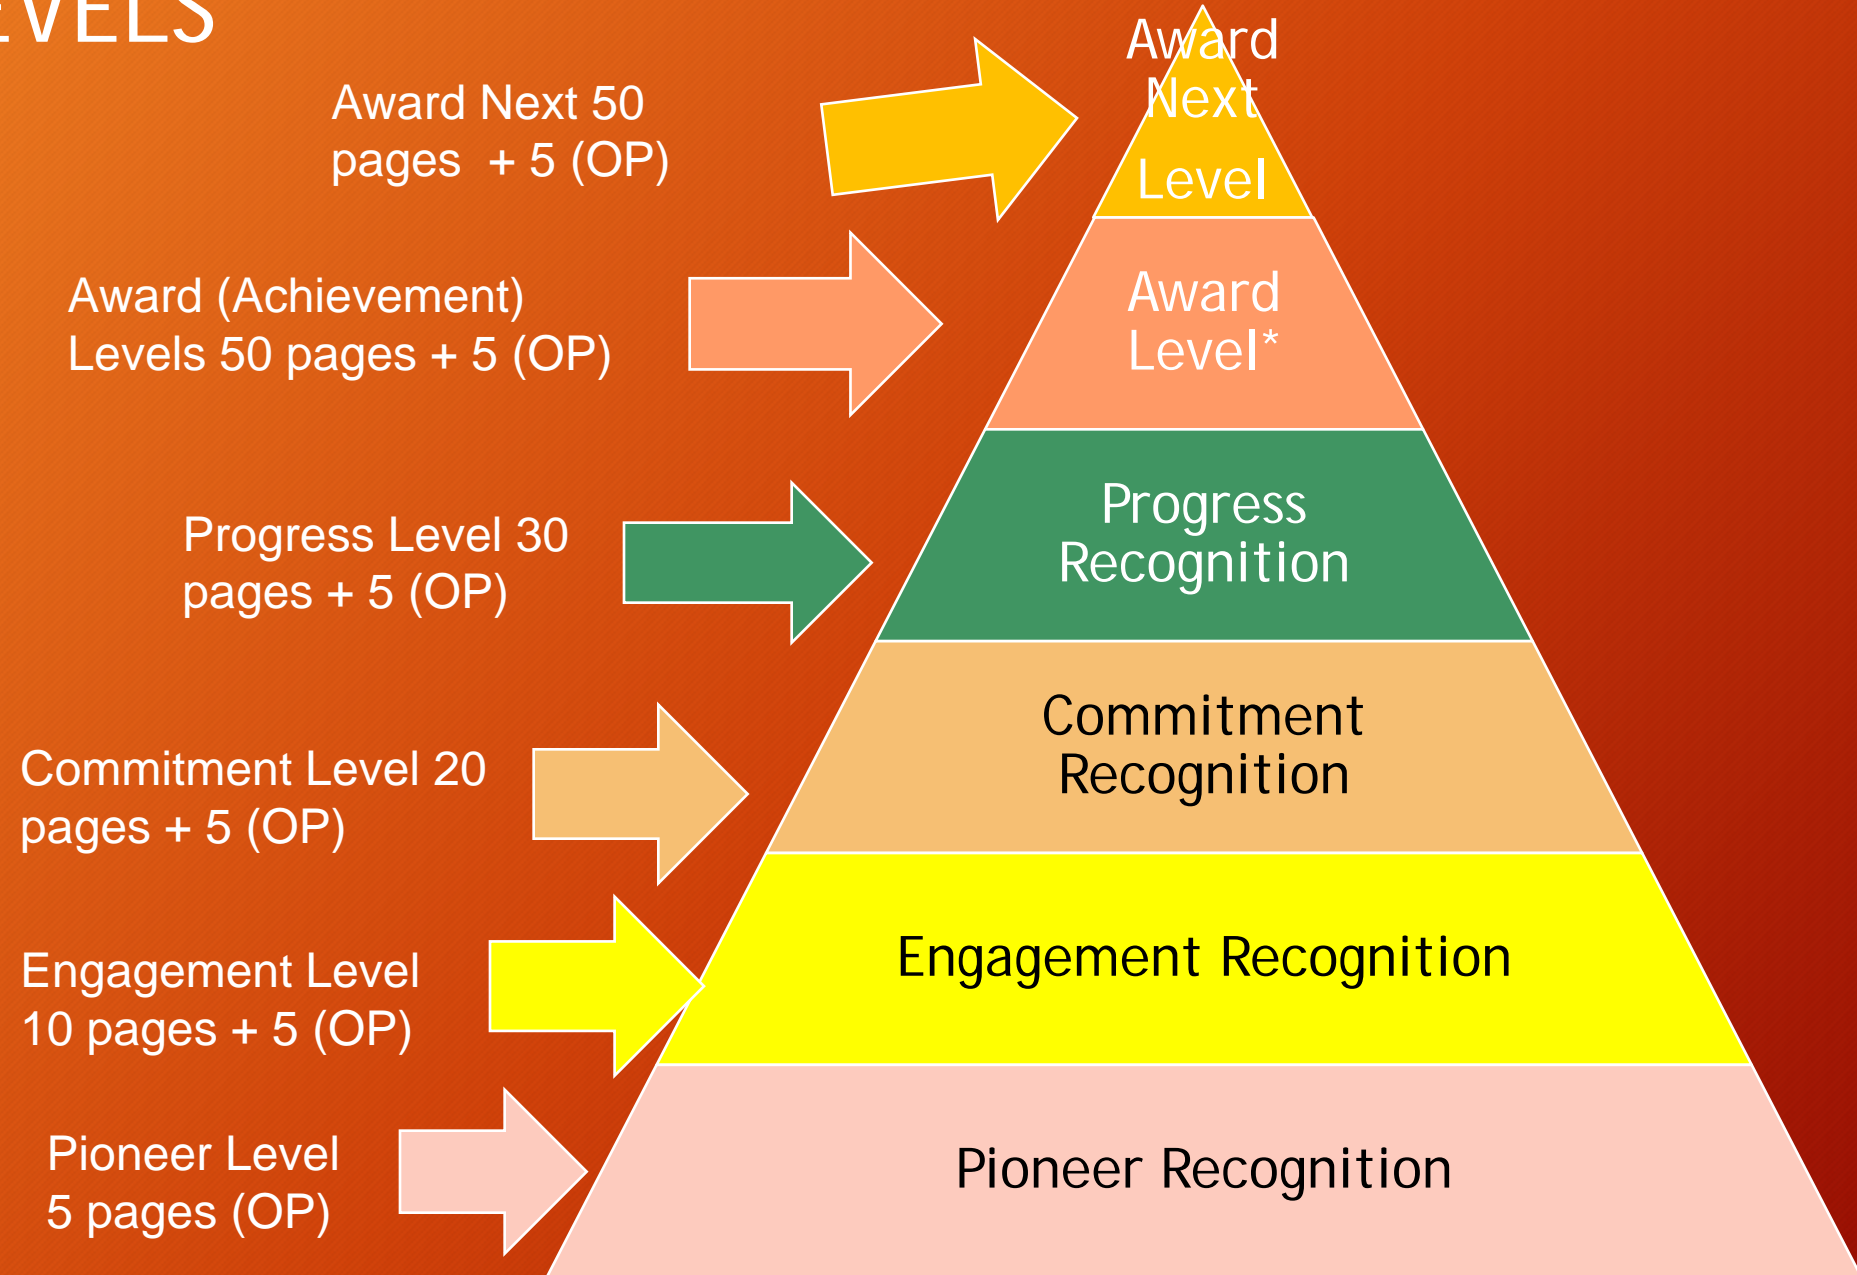 EVELS
Award Next 50
pages + 5 (OP)
Award
Next
Level
Award (Achievement)
Levels 50 pages + 5 (OP)
Award
Level*
Progress Level 30
pages + 5 (OP)
Progress
Recognition
Commitment Level 20
pages + 5 (OP)
Commitment
Recognition
Engagement Level
10 pages + 5 (OP)
Engagement Recognition
Pioneer Level
5 pages (OP)
Pioneer Recognition